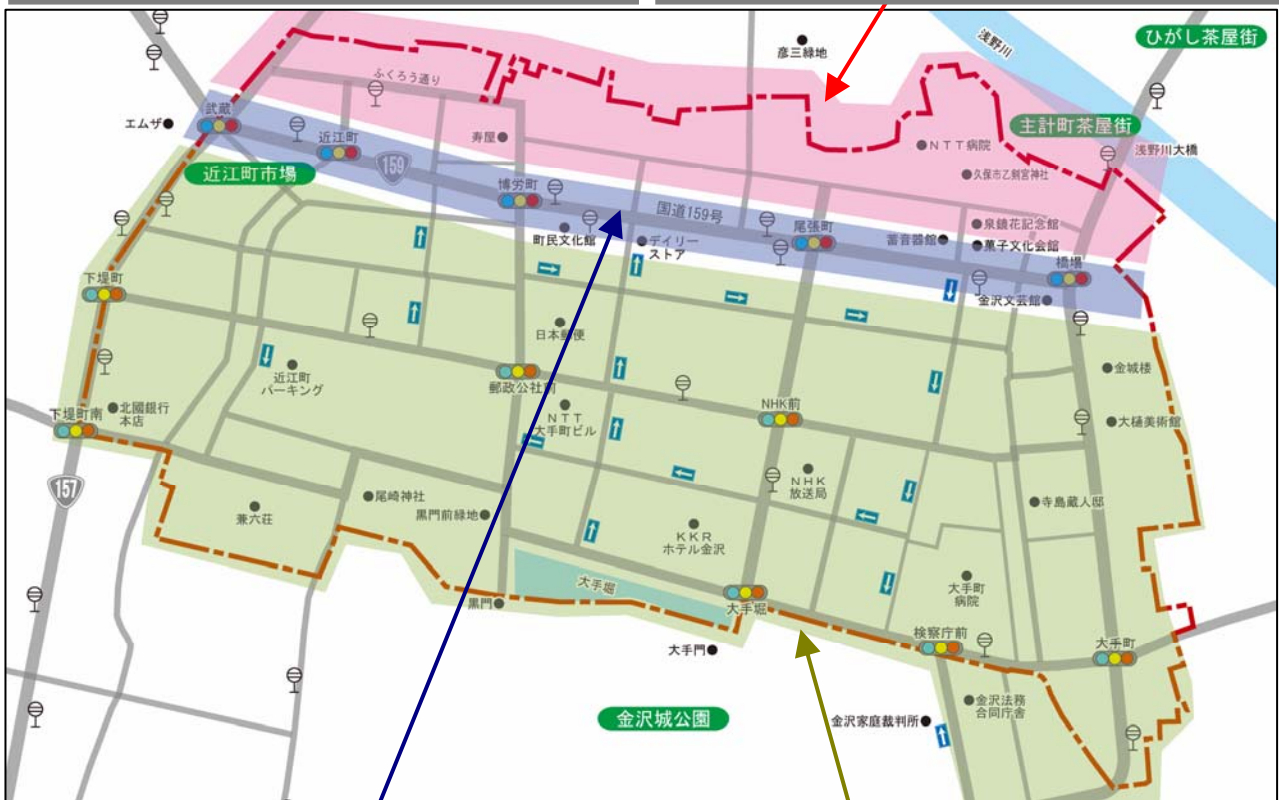 彦三緑地
浅野川
ひがし茶屋街
ふくろう通り
武蔵
エムザ
近江町
159
近江町市場
寿屋
主計町茶屋街
浅野川大橋
NTT病院
久保市乙剣宮神社
博労町
国道159号
町民文化館
デイリー
ストア
尾張町
蓄音器館
泉鏡花記念館
菓子文化会館
橋場
金沢文芸館
下堤町
日本郵便
近江町
パーキング
郵政公社前
金城楼
下堤町南
北國銀行
本店
NTT
大手町ビル
NHK前
大樋美術館
157
兼六荘
尾崎神社
黒門前緑地
NHK
放送局
KKR
ホテル金沢
寺島蔵人邸
大手堀
黒門
大手堀
大手町
病院
大手門
検察庁前
大手町
金沢城公園
金沢家庭裁判所
金沢法務
合同庁舎